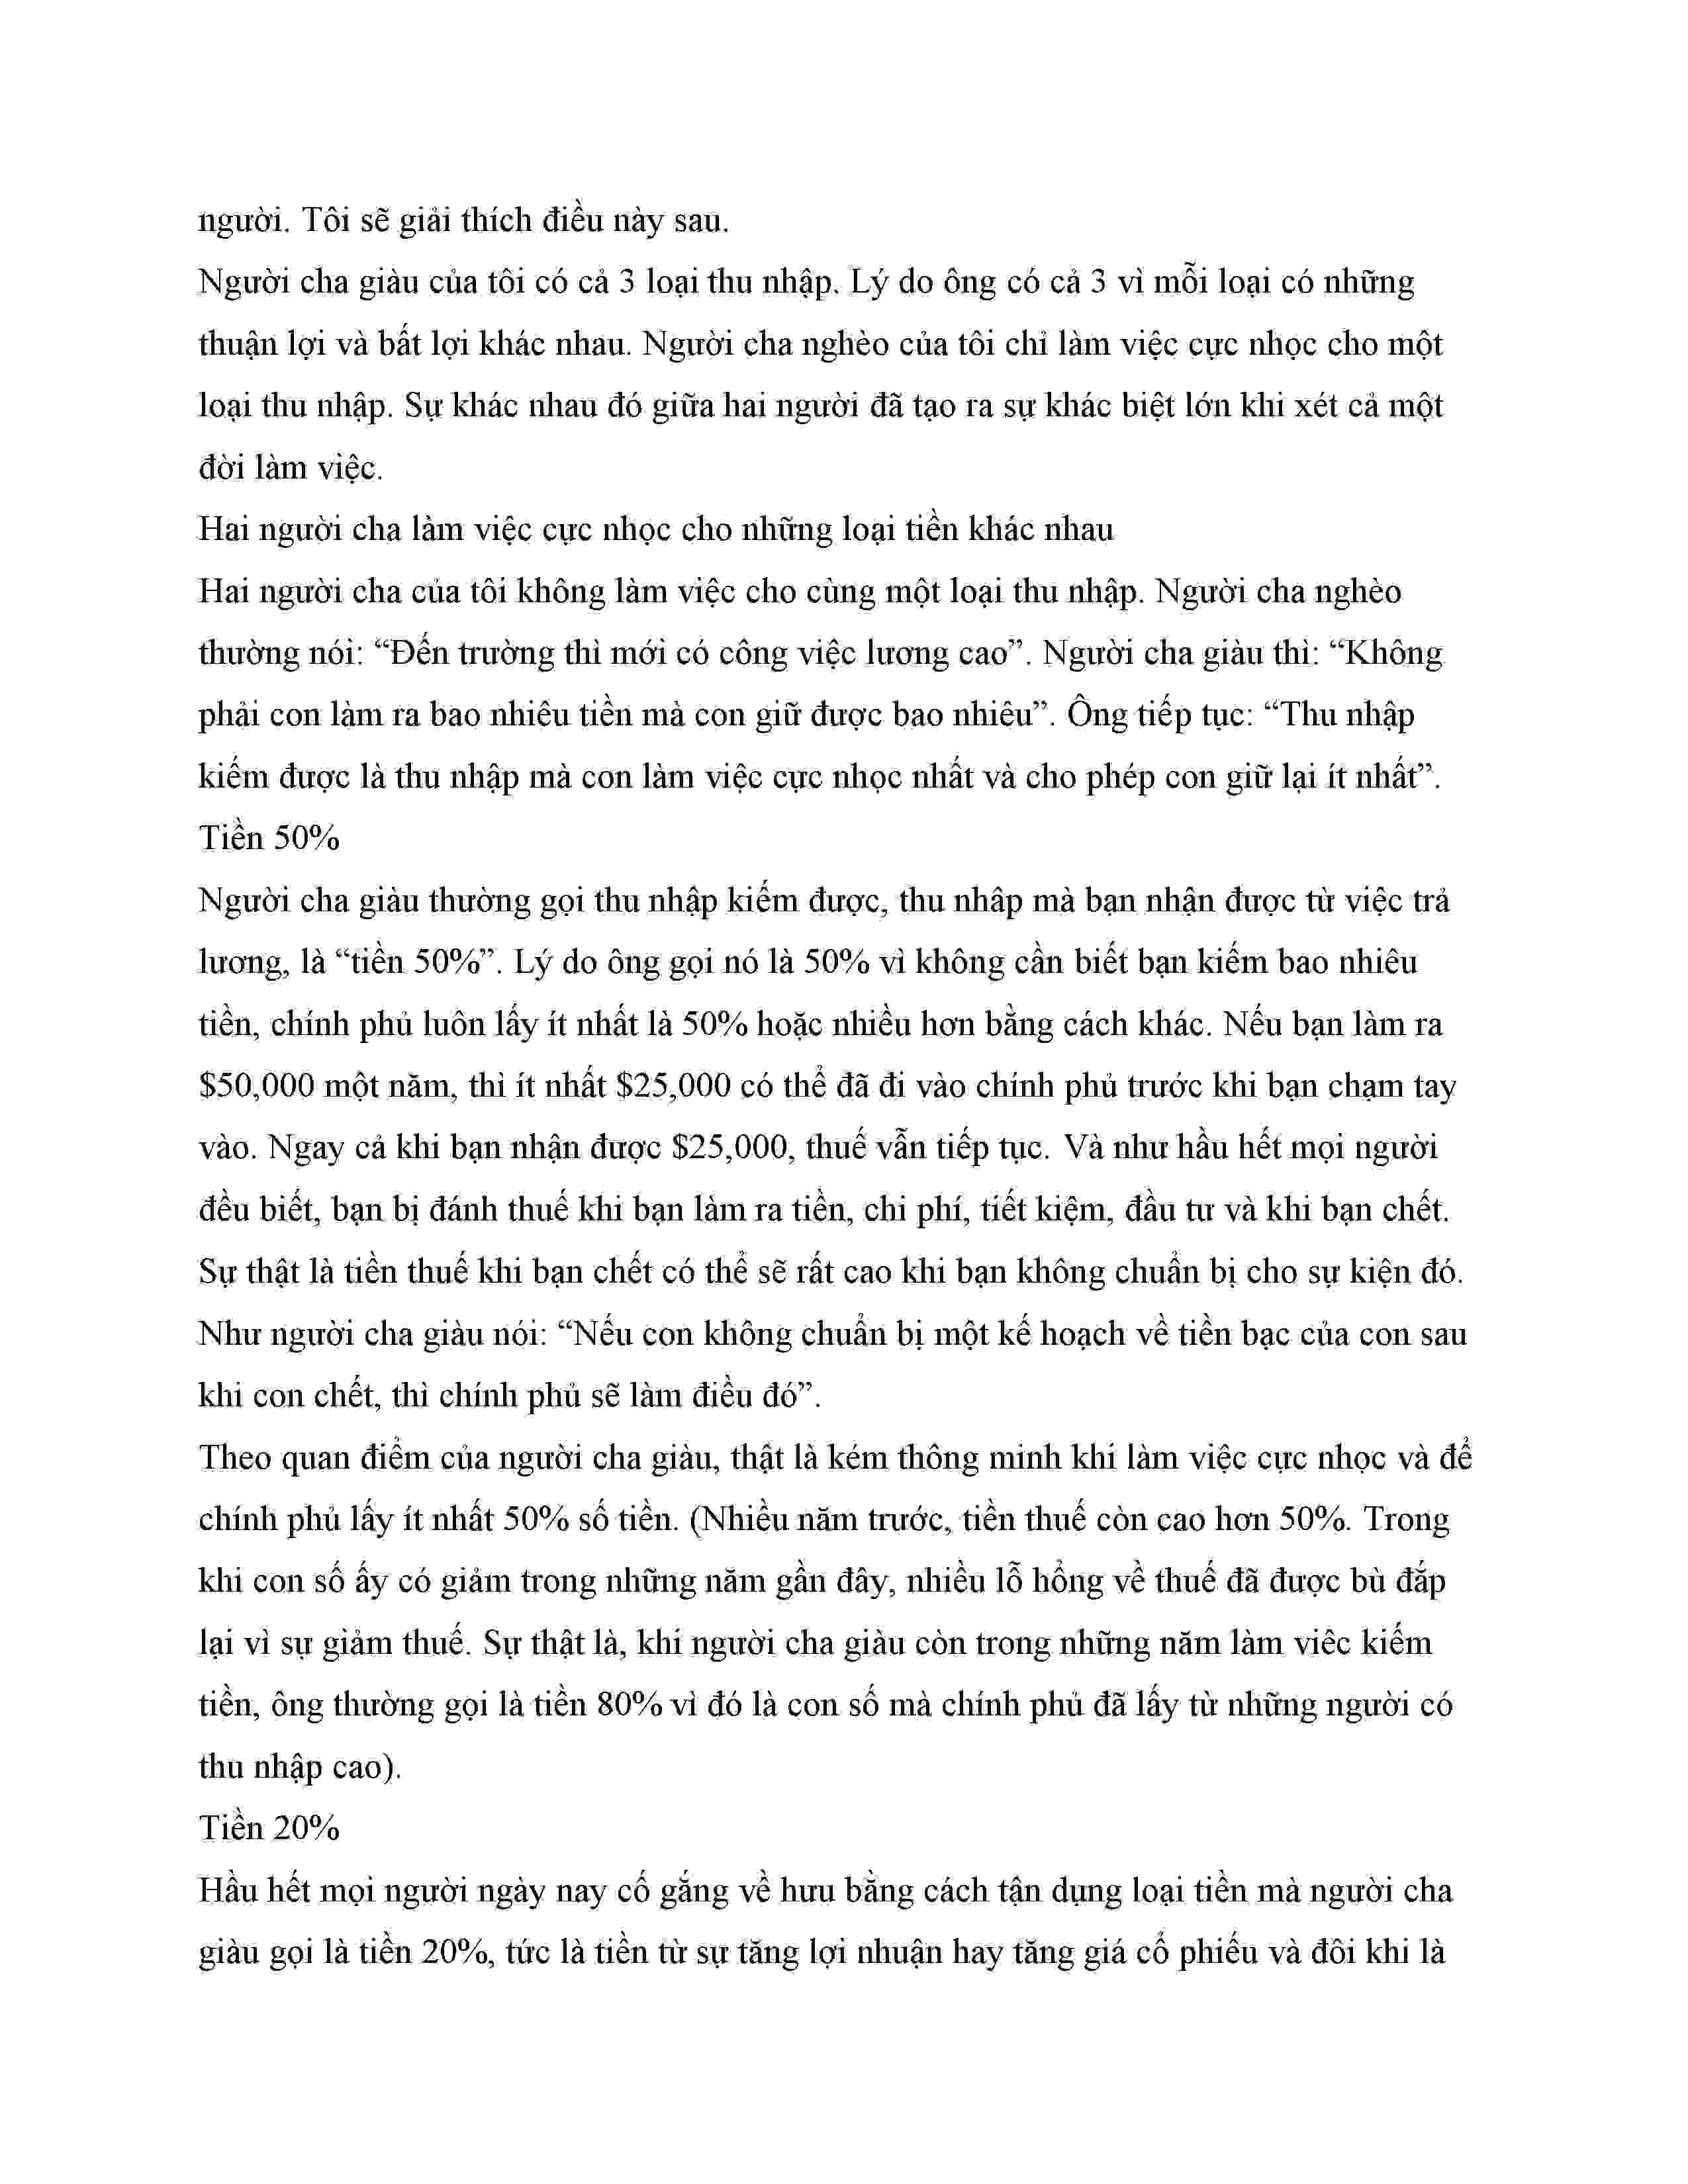 người. Tôi sẽ giải thích điều này sau.
Người cha giàu của tôi có cả 3 loại thu nhập. Lý do ông có cả 3 vì mỗi loại có những
thuận lợi và bất lợi khác nhau. Người cha nghèo của tôi chỉ làm việc cực nhọc cho một
loại thu nhập. Sự khác nhau đó giữa hai người đã tạo ra sự khác biệt lớn khi xét cả một
đời làm việc.
Hai người cha làm việc cực nhọc cho những loại tiền khác nhau
Hai người cha của tôi không làm việc cho cùng một loại thu nhập. Người cha nghèo
thường nói: “Đến trường thì mới có công việc lương cao”. Người cha giàu thì: “Không
phải con làm ra bao nhiêu tiền mà con giữ được bao nhiêu”. Ông tiếp tục: “Thu nhập
kiếm được là thu nhập mà con làm việc cực nhọc nhất và cho phép con giữ lại ít nhất”.
Tiền 50%
Người cha giàu thường gọi thu nhập kiếm được, thu nhâp mà bạn nhận được từ việc trả
lương, là “tiền 50%”. Lý do ông gọi nó là 50% vì không cần biết bạn kiếm bao nhiêu
tiền, chính phủ luôn lấy ít nhất là 50% hoặc nhiều hơn bằng cách khác. Nếu bạn làm ra
$50,000 một năm, thì ít nhất $25,000 có thể đã đi vào chính phủ trước khi bạn chạm tay
vào. Ngay cả khi bạn nhận được $25,000, thuế vẫn tiếp tục. Và như hầu hết mọi người
đều biết, bạn bị đánh thuế khi bạn làm ra tiền, chi phí, tiết kiệm, đầu tư và khi bạn chết.
Sự thật là tiền thuế khi bạn chết có thể sẽ rất cao khi bạn không chuẩn bị cho sự kiện đó.
Như người cha giàu nói: “Nếu con không chuẩn bị một kế hoạch về tiền bạc của con sau
khi con chết, thì chính phủ sẽ làm điều đó”.
Theo quan điểm của người cha giàu, thật là kém thông minh khi làm việc cực nhọc và để
chính phủ lấy ít nhất 50% số tiền. (Nhiều năm trước, tiền thuế còn cao hơn 50%. Trong
khi con số ấy có giảm trong những năm gần đây, nhiều lỗ hổng về thuế đã được bù đắp
lại vì sự giảm thuế. Sự thật là, khi người cha giàu còn trong những năm làm viêc kiếm
tiền, ông thường gọi là tiền 80% vì đó là con số mà chính phủ đã lấy từ những người có
thu nhập cao).
Tiền 20%
Hầu hết mọi người ngày nay cố gắng về hưu bằng cách tận dụng loại tiền mà người cha
giàu gọi là tiền 20%, tức là tiền từ sự tăng lợi nhuận hay tăng giá cổ phiếu và đôi khi là